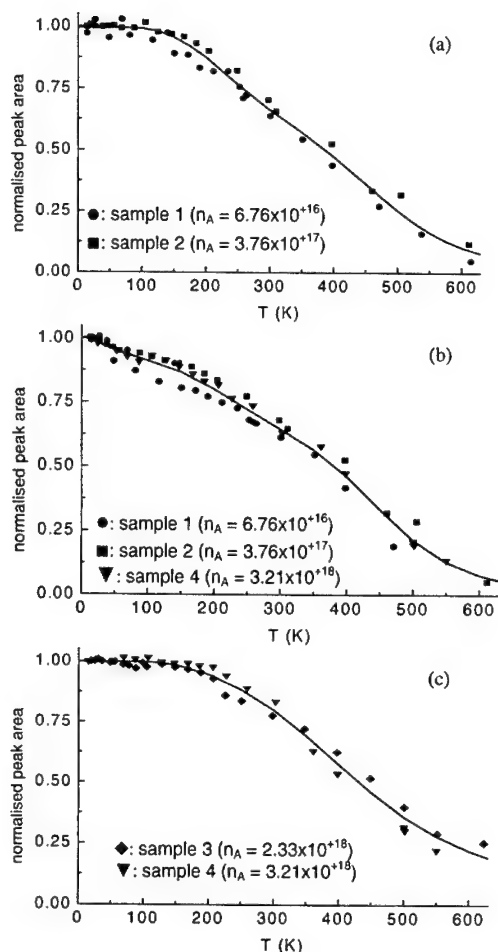 (a)
normalised peak area
1.00
0.75
0.50
0.25
0.00
●: sample 1 (nA = 6.76x10+16)
■: sample 2 (nA = 3.76x10+17)
0 100 200 300 400 500 600
T (K)
(b)
normalised peak area
1.00
0.75
0.50
0.25
0.00
●: sample 1 (nA = 6.76x10+16)
■: sample 2 (nA = 3.76x10+17)
▼: sample 4 (nA = 3.21x10+18)
0 100 200 300 400 500 600
T (K)
(c)
normalised peak area
1.00
0.75
0.50
0.25
0.00
◆: sample 3 (nA = 2.33x10+18)
▼: sample 4 (nA = 3.21x10+18)
0 100 200 300 400 500 600
T (K)